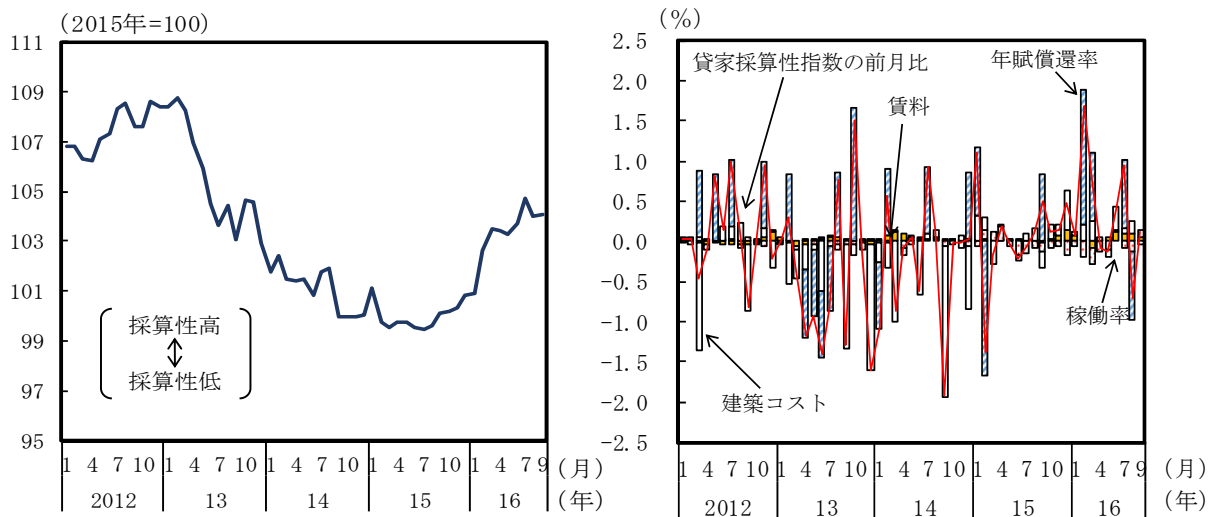 (2015年=100)
111
109
107
105
103
101
99
97
95
採算性高
採算性低
1 4 7 10 1 4 7 10 1 4 7 10 1 4 7 10 1 4 7 9 (月)
2012 13 14 15 16 (年)
(%)
2.5
2.0
1.5
1.0
0.5
0.0
-0.5
-1.0
-1.5
-2.0
-2.5
貸家採算性指数の前月比
年賦償還率
賃料
稼働率
建築コスト
1 4 7 10 1 4 7 10 1 4 7 10 1 4 7 10 1 4 7 9 (月)
2012 13 14 15 16 (年)